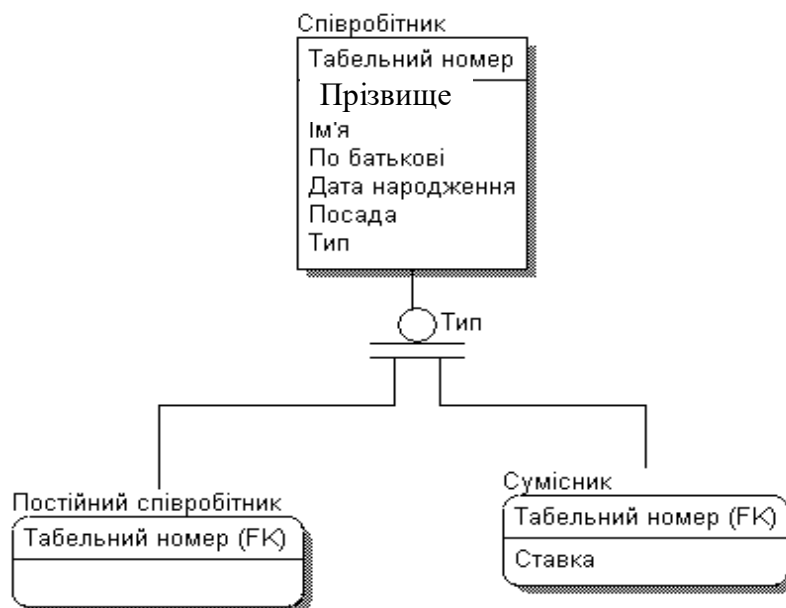 Співробітник
Табельний номер
Прізвище
Ім'я
По батькові
Дата народження
Посада
Тип
Тип
Постійний співробітник
Табельний номер (FK)
Сумісник
Табельний номер (FK)
Ставка